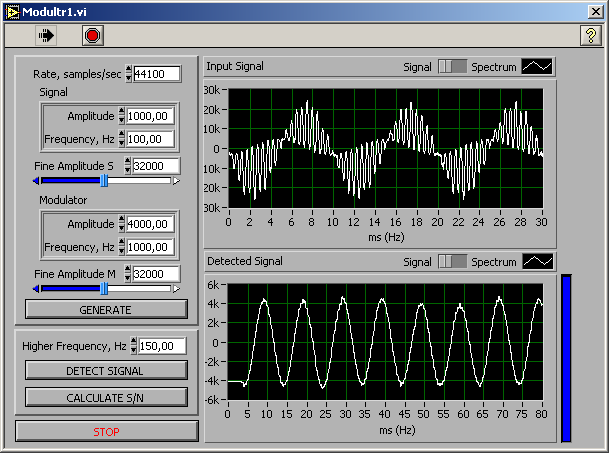 Modultr1.vi
?
Rate, samples/sec 44100
Signal
Amplitude 1000,00
Frequency, Hz 100,00
Fine Amplitude S 32000
Modulator
Amplitude 4000,00
Frequency, Hz 1000,00
Fine Amplitude M 32000
GENERATE
Higher Frequency, Hz 150,00
DETECT SIGNAL
CALCULATE S/N
STOP
Input Signal Signal Spectrum
30k
20k
10k
0
10k
20k
30k
0 2 4 6 8 10 12 14 16 18 20 22 24 26 28 30
ms (Hz)
Detected Signal Signal Spectrum
6k
4k
2k
0
-2k
-4k
-6k
0 5 10 15 20 25 30 35 40 45 50 55 60 65 70 75 80
ms (Hz)